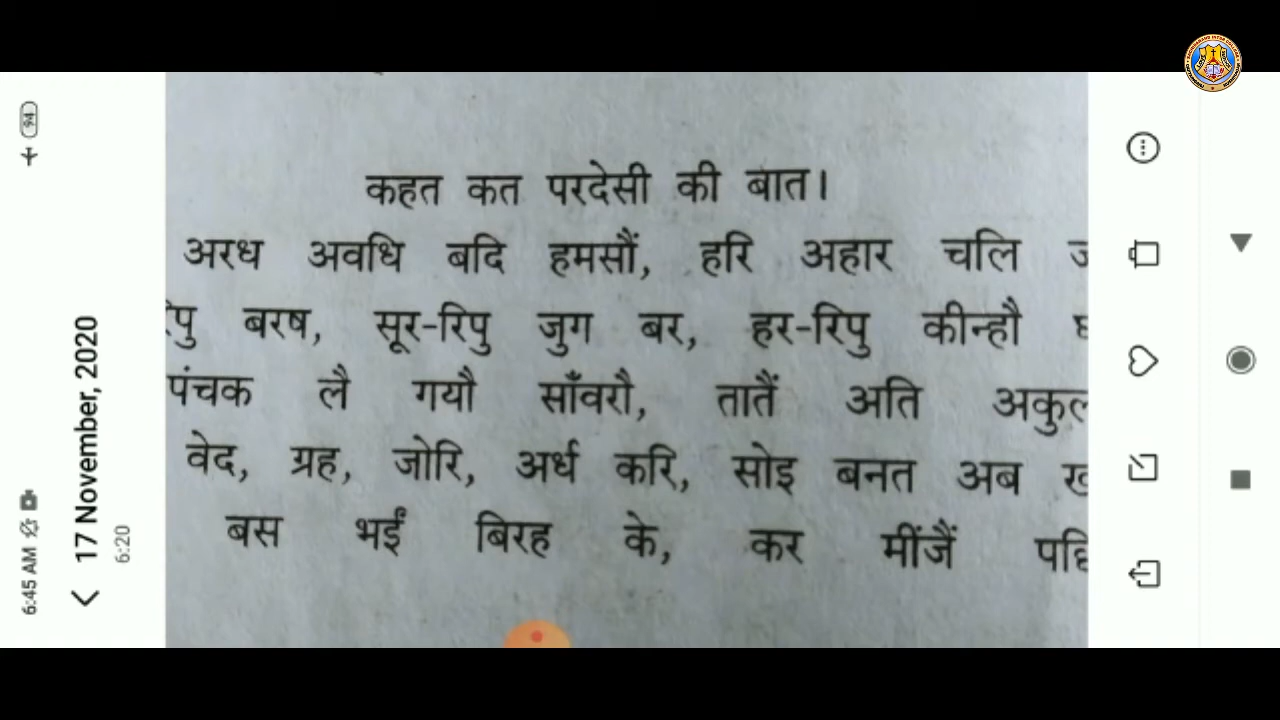 कहत कत परदेसी की बात।
अरध अवधि बदि हमसौं, हरि अहार चलि
बरष, सूर-रिपु जुग बर, हर-रिपु कीन्हौ
पंचक लै गयौ साँवरौ, तातैं अति
वेद, ग्रह, जोरि, अर्ध करि, सोइ बनत अब
बस भईं बिरह के, कर मींजैं
94
17 November, 2020
6:20
6:45 AM